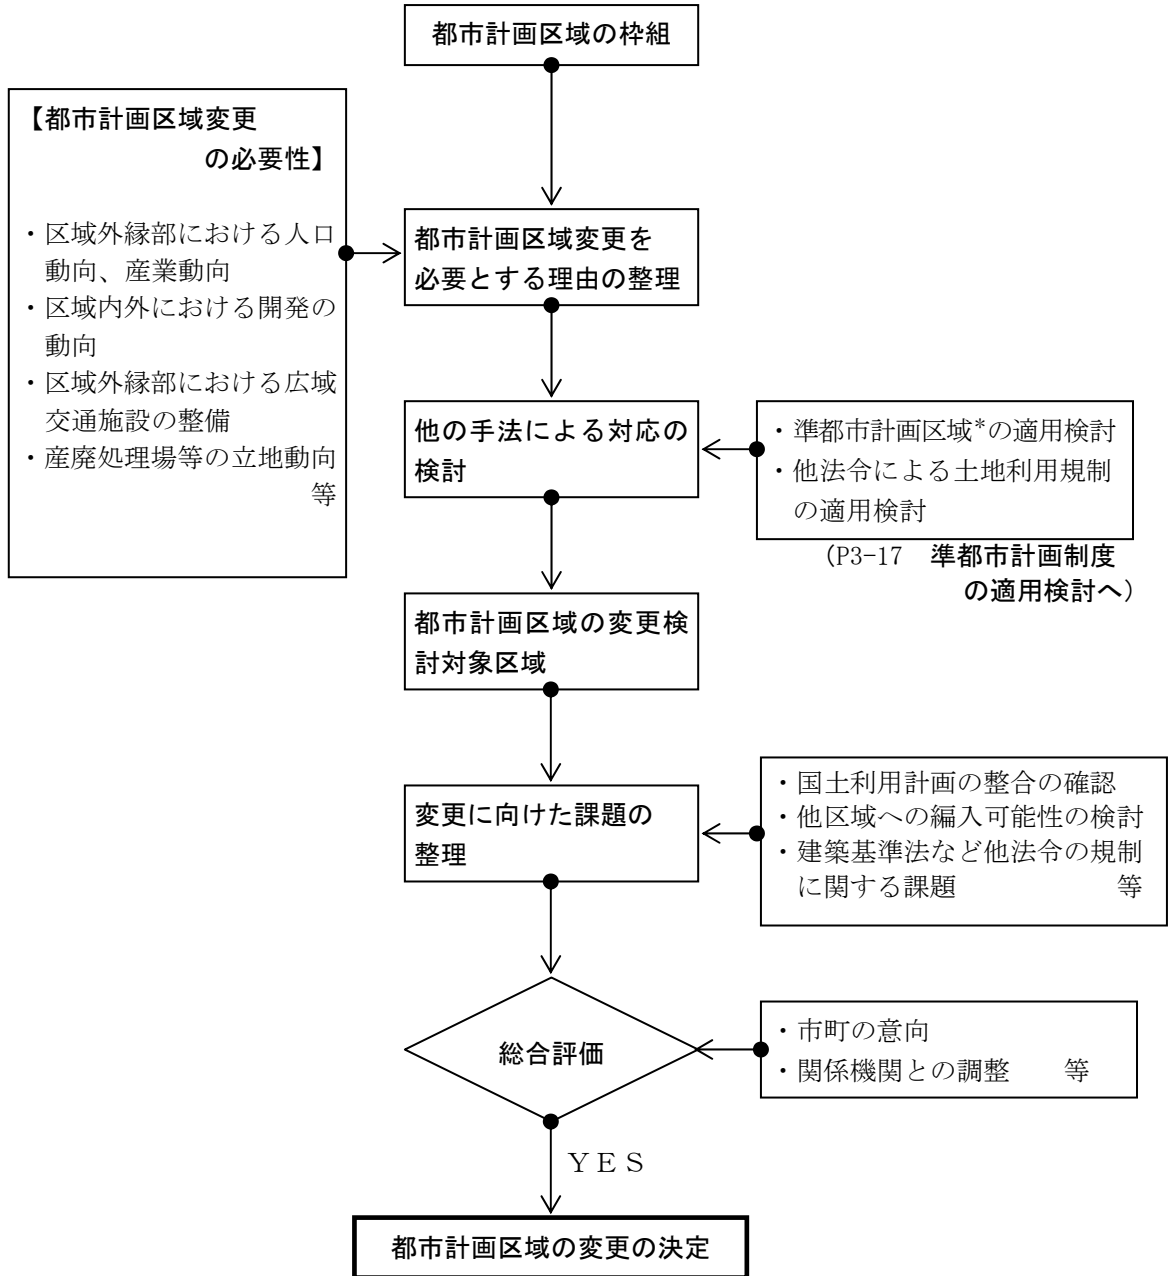 都市計画区域の枠組
【都市計画区域変更
の必要性】
・区域外縁部における人口
動向、産業動向
・区域内外における開発の
動向
・区域外縁部における広域
交通施設の整備
・産廃処理場等の立地動向
等
都市計画区域変更を
必要とする理由の整理
他の手法による対応の
検討
・準都市計画区域*の適用検討
・他法令による土地利用規制
の適用検討
(P3-17　準都市計画制度
の適用検討へ)
都市計画区域の変更検
討対象区域
変更に向けた課題の
整理
・国土利用計画の整合の確認
・他区域への編入可能性の検討
・建築基準法など他法令の規制
に関する課題　等
総合評価
・市町の意向
・関係機関との調整　等
ＹＥＳ
都市計画区域の変更の決定